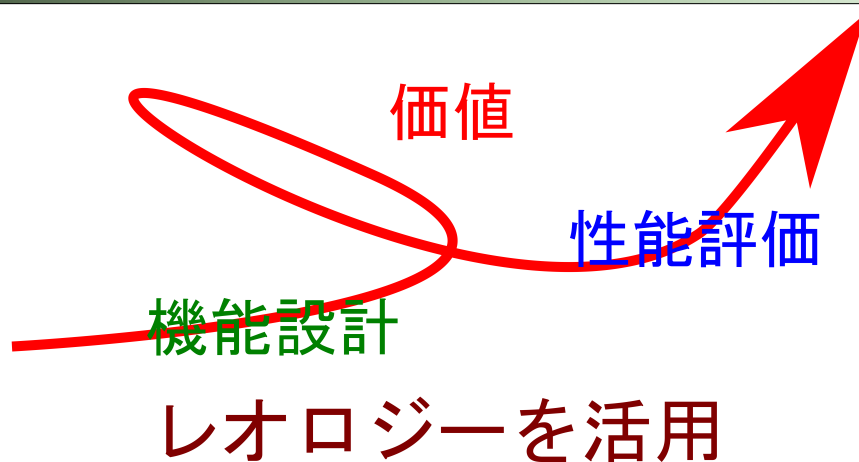 価値
性能評価
機能設計
レオロジーを活用